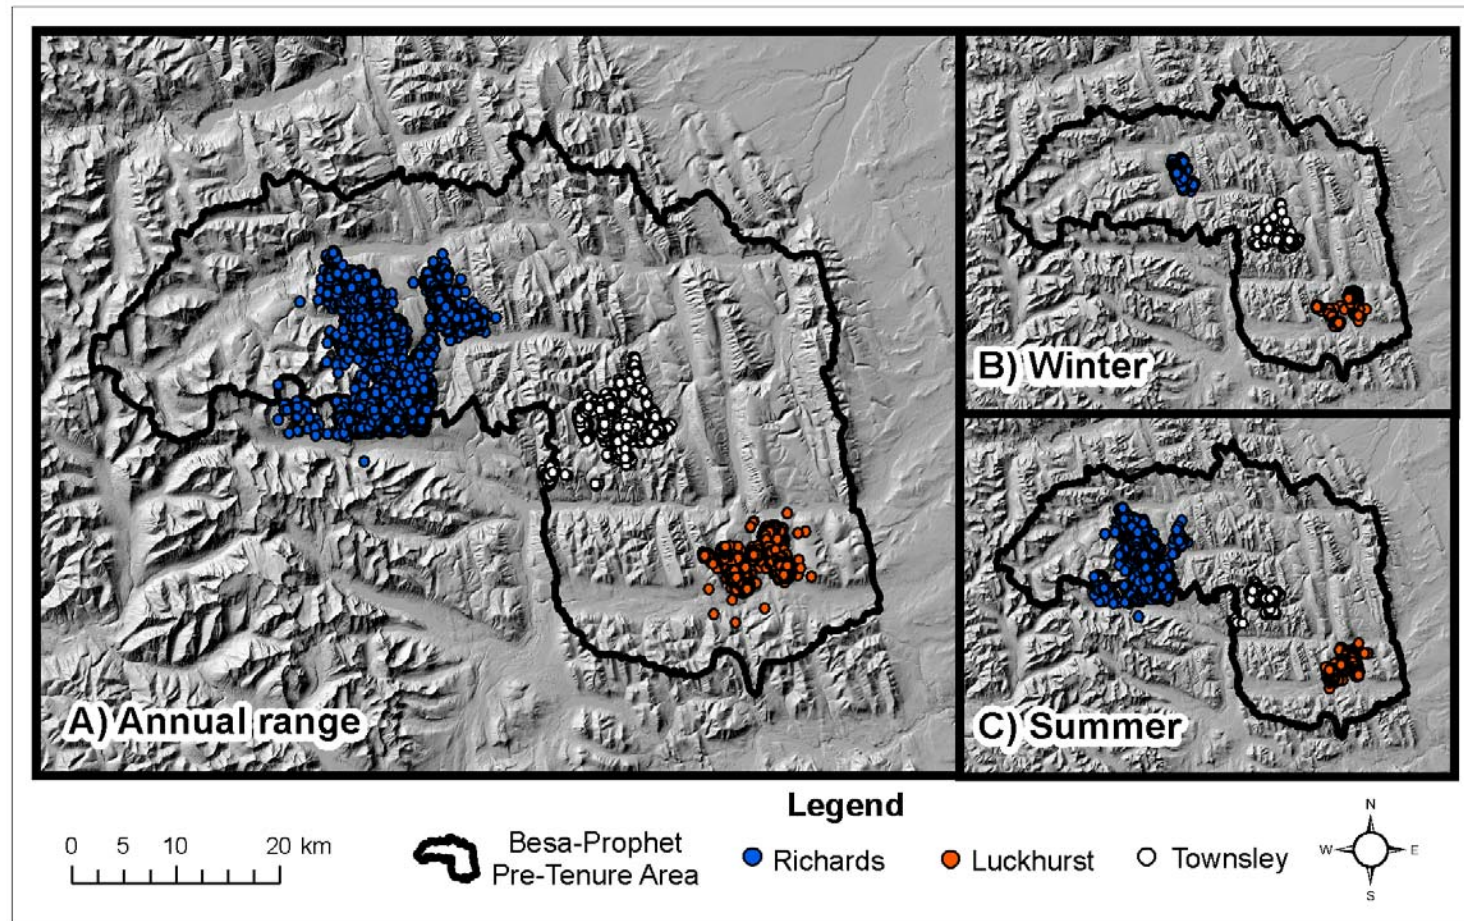 A) Annual range
B) Winter
C) Summer
Legend
0 5 10 20 km
Besa-Prophet
Pre-Tenure Area
Richards
Luckhurst
Townsley
N
W E
S